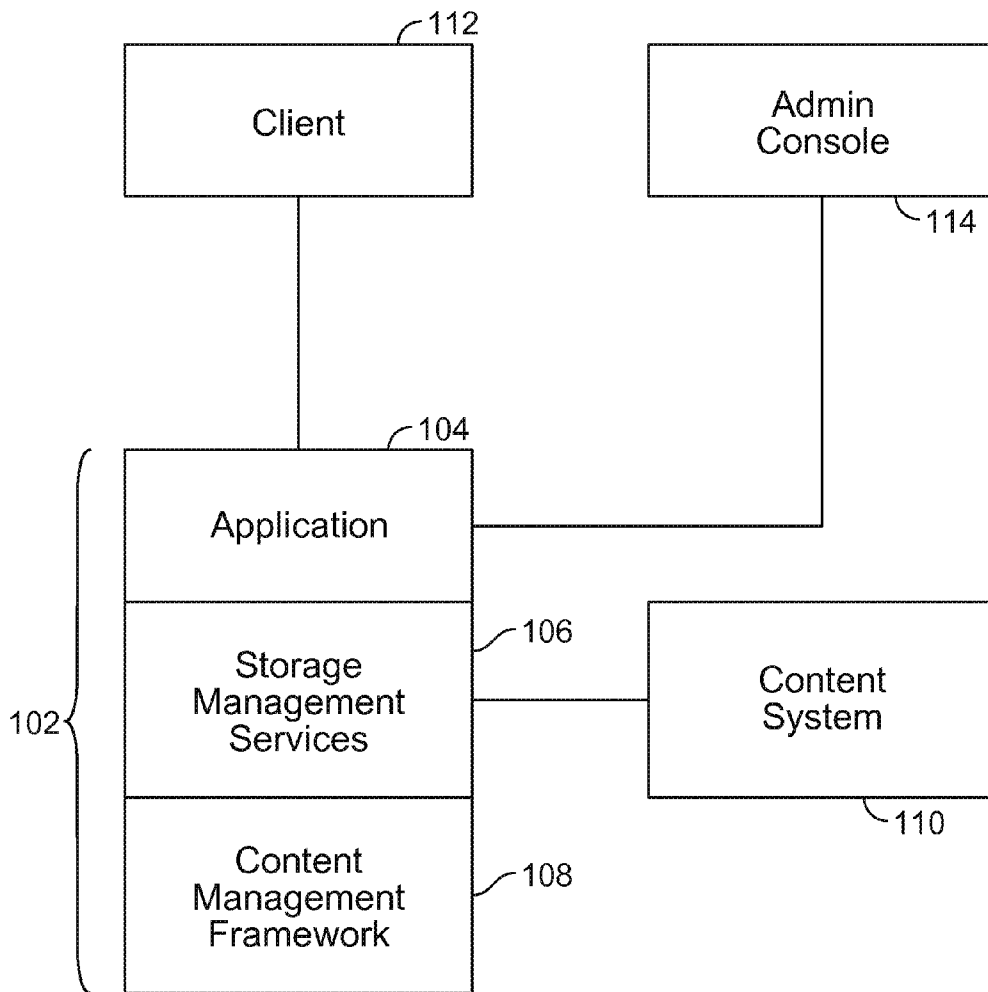 112
Client
Admin
Console
114
104
Application
106
Storage
Management
Services
102
Content
System
110
Content
Management
Framework
108